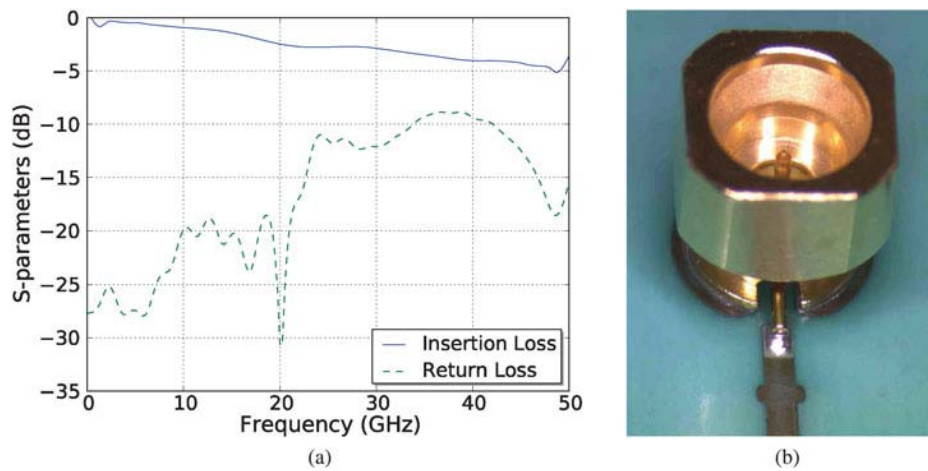 0
−5
−10
−15
−20
−25
−30
−35
S-parameters (dB)
Insertion Loss
Return Loss
0 10 20 30 40 50
Frequency (GHz)
(a) (b)